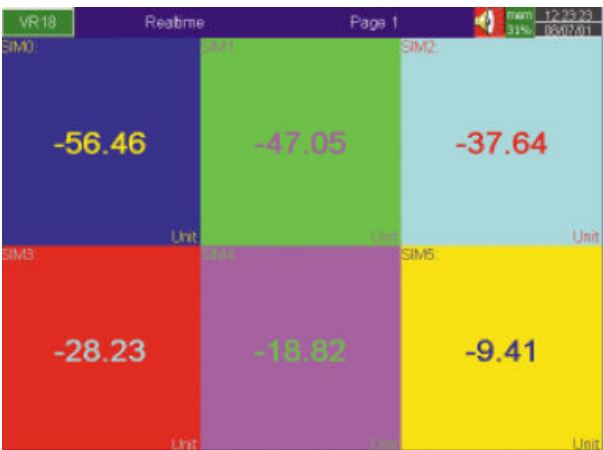 VR18 Realtime Page 1 mem 12:23:23
31% 08/07/01
SIM0: SIM1: SIM2:
-56.46 -47.05 -37.64
Unit Unit Unit
SIM3: SIM4: SIM5:
-28.23 -18.82 -9.41
Unit Unit Unit